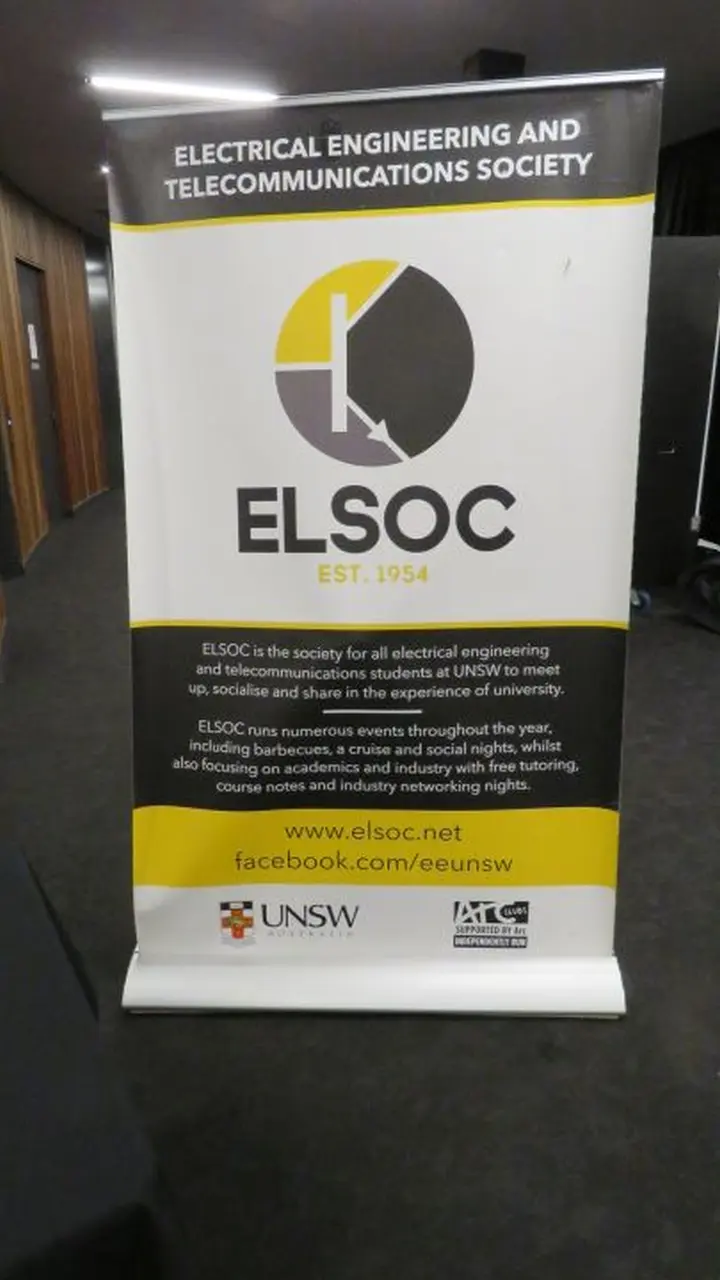 ELECTRICAL ENGINEERING AND
TELECOMMUNICATIONS SOCIETY
ELSOC
EST. 1954
ELSOC is the society for all electrical engineering
and telecommunications students at UNSW to meet
up, socialise and share in the experience of university.
ELSOC runs numerous events throughout the year,
including barbecues, a cruise and social nights, whilst
also focusing on academics and industry with free tutoring,
course notes and industry networking nights.
www.elsoc.net
facebook.com/eeunsw
UNSW
AUSTRALIA
Arc CLUBS
SUPPORTED BY Arc
INDEPENDENTLY RUN